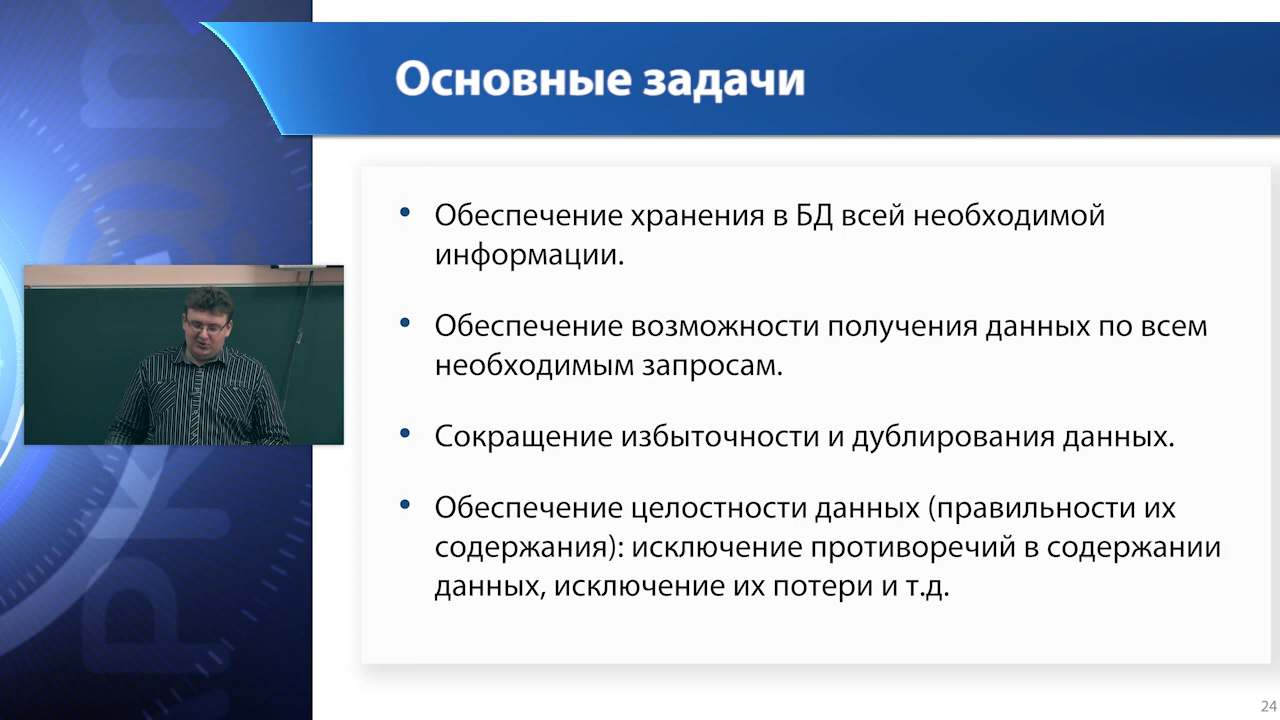 Основные задачи
• Обеспечение хранения в БД всей необходимой
информации.
• Обеспечение возможности получения данных по всем
необходимым запросам.
• Сокращение избыточности и дублирования данных.
• Обеспечение целостности данных (правильности их
содержания): исключение противоречий в содержании
данных, исключение их потери и т.д.
24